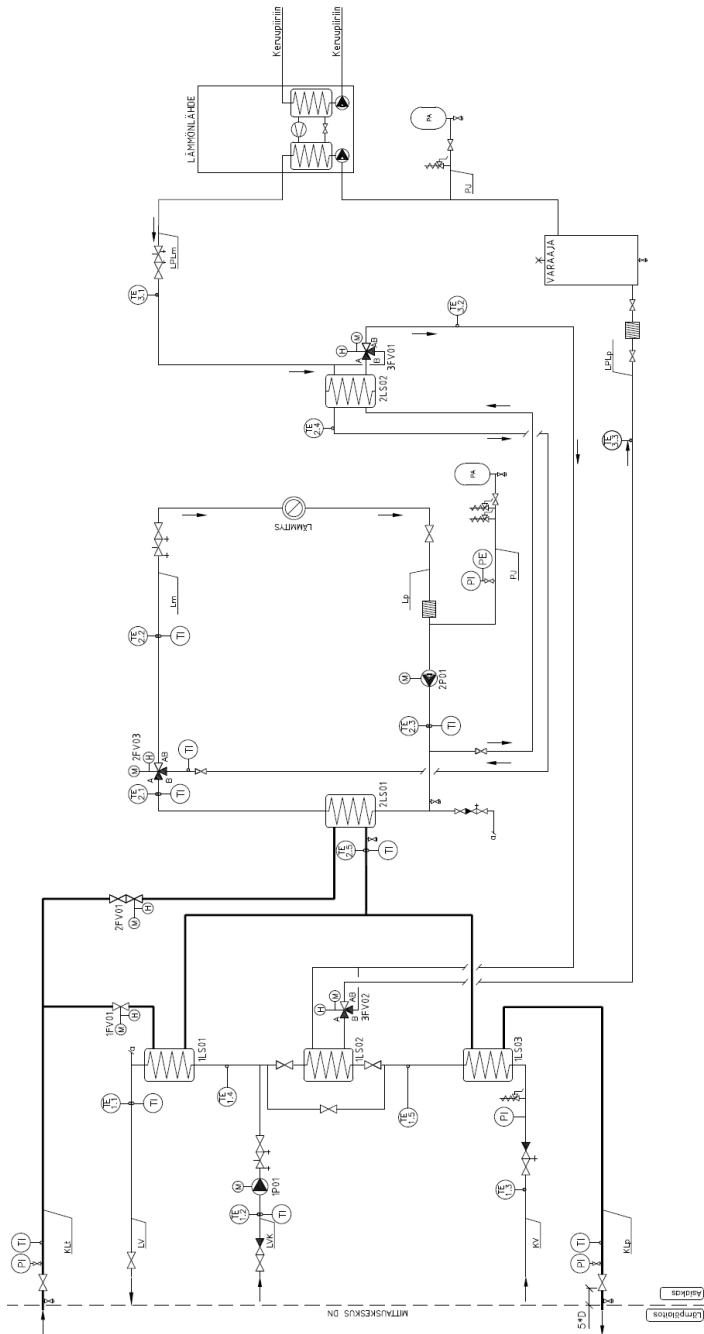 Keruupiiriin
Keruupiiriin
LÄMMÖNLÄHDE
PA
PJ
LPLm
TE
3.1
VARAAJA
TE
3.2
H
M
A
AB
B
3FV01
2LS02
TE
2.4
LPLp
TE
3.3
PA
LÄMMITYS
PI
PE
PJ
Lm
Lp
TE
2.2
TI
M
2P01
TE
2.3
TI
M
H
2FV03
A
AB
B
TI
TE
2.1
TI
2LS01
TE
2.5
TI
2FV01
M
H
1FV01
M
H
1LS01
H
M
A
AB
B
3FV02
1LS02
1LS03
TE
1.1
TI
TE
1.4
TE
1.5
PI
M
1P01
TE
1.2
TI
TE
1.3
KLt
LV
LVK
KV
KLp
PI
TI
PI
TI
MITTAUSKESKUS DN
5*D
Asiakas
Lämpölaitos